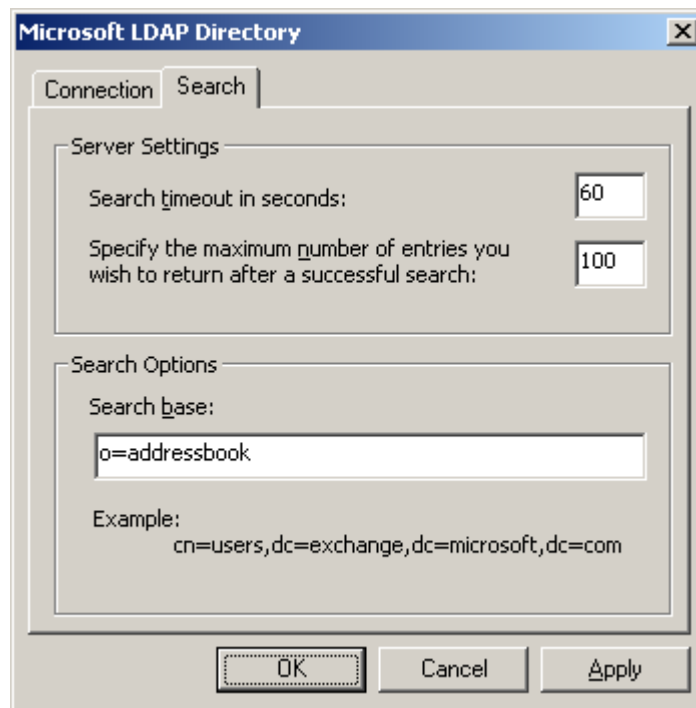 Microsoft LDAP Directory
Connection
Search
Server Settings
Search timeout in seconds:
60
Specify the maximum number of entries you
wish to return after a successful search:
100
Search Options
Search base:
o=addressbook
Example:
cn=users,dc=exchange,dc=microsoft,dc=com
OK
Cancel
Apply